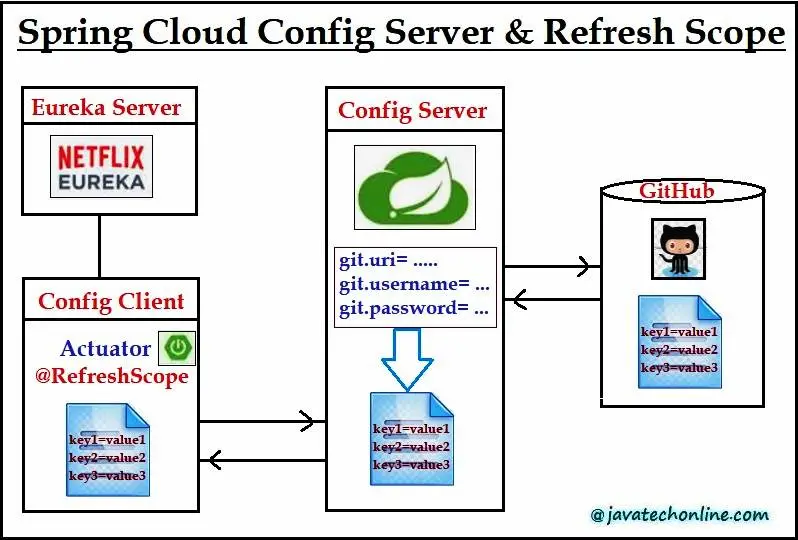 Spring Cloud Config Server & Refresh Scope
Eureka Server
NETFLIX
EUREKA
Config Client
Actuator
@RefreshScope
key1=value1
key2=value2
key3=value3
Config Server
git.uri= .....
git.username= ...
git.password= ...
key1=value1
key2=value2
key3=value3
GitHub
key1=value1
key2=value2
key3=value3
@javatechonline.com